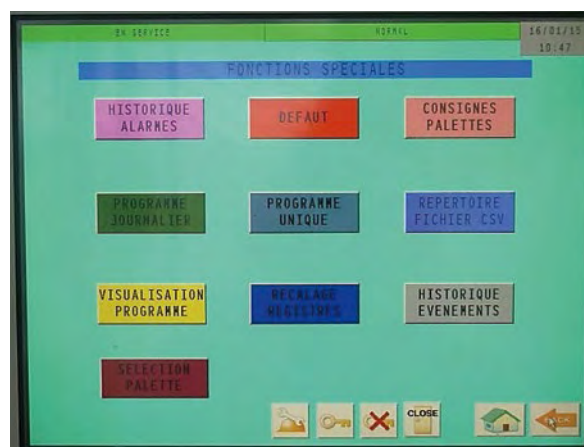 EN SERVICE
NORMAL
16/01/15
10:47
FONCTIONS SPECIALES
HISTORIQUE
ALARMES
DEFAUT
CONSIGNES
PALETTES
PROGRAMME
JOURNALIER
PROGRAMME
UNIQUE
REPERTOIRE
FICHIER CSV
VISUALISATION
PROGRAMME
RECALAGE
REGISTRES
HISTORIQUE
EVENEMENTS
SELECTION
PALETTE
CLOSE